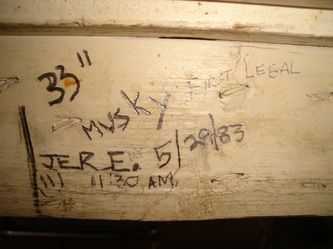 33"
MUSKY FIRST LEGAL
JERE. 5/29/83
11:30 AM.